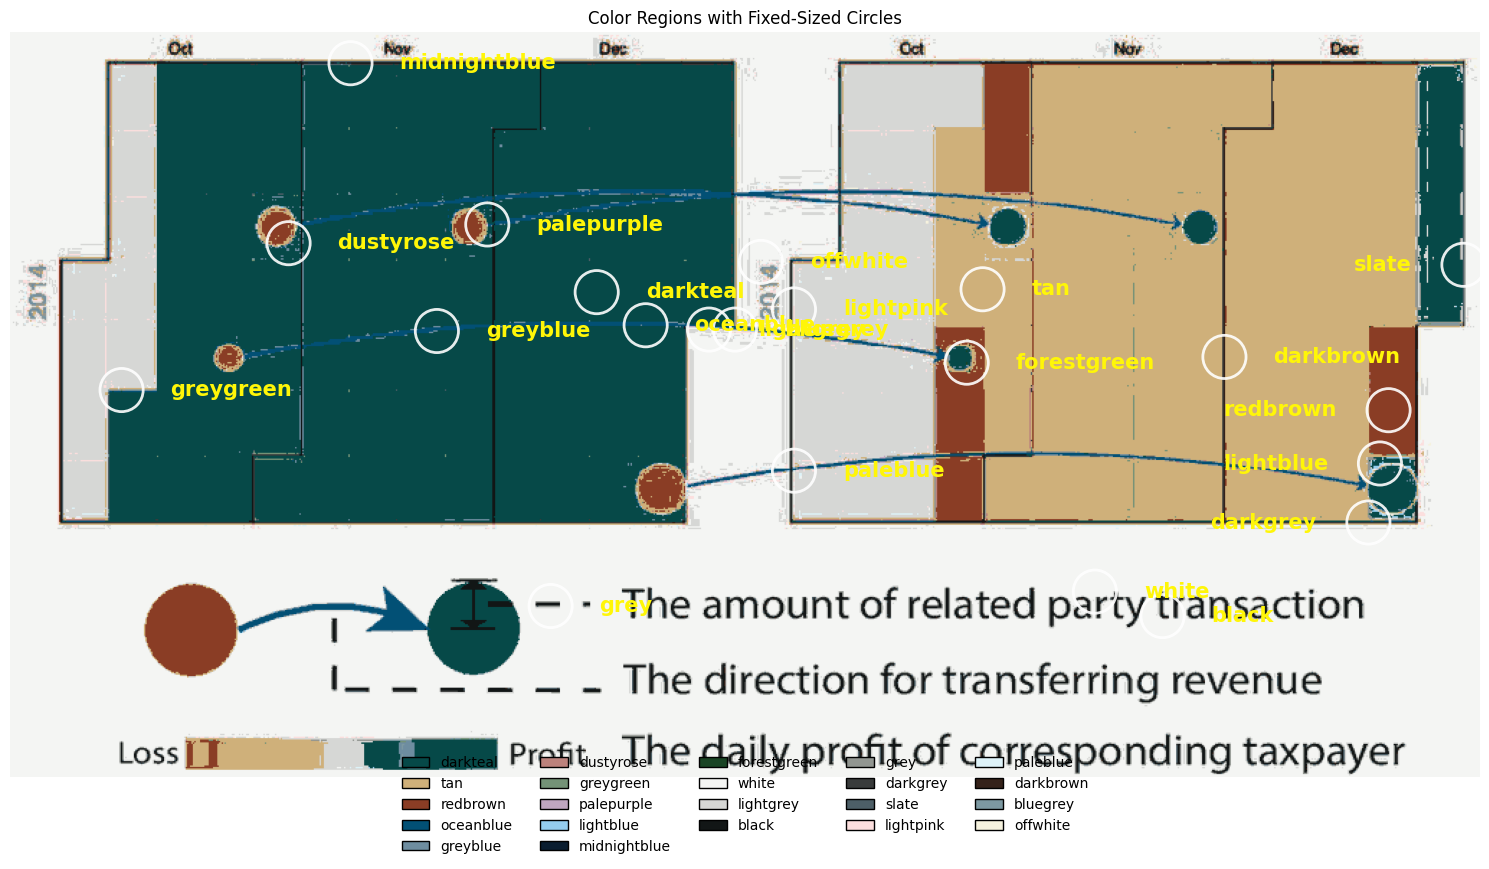 Color Regions with Fixed-Sized Circles
Oct Nov Dec Oct Nov Dec
midnightblue
palepurple
dustyrose
offwhite
slate
2014
2014
darkteal
tan
lightpink
oceanblue
greyblue
darkbrown
forestgreen
greygreen
redbrown
lightblue
paleblue
darkgrey
white
grey
The amount of related party transaction
black
The direction for transferring revenue
Loss Profit The daily profit of corresponding taxpayer
darkteal dustyrose forestgreen grey paleblue
tan greygreen white darkgrey darkbrown
redbrown palepurple lightgrey slate bluegrey
oceanblue lightblue black lightpink offwhite
greyblue midnightblue